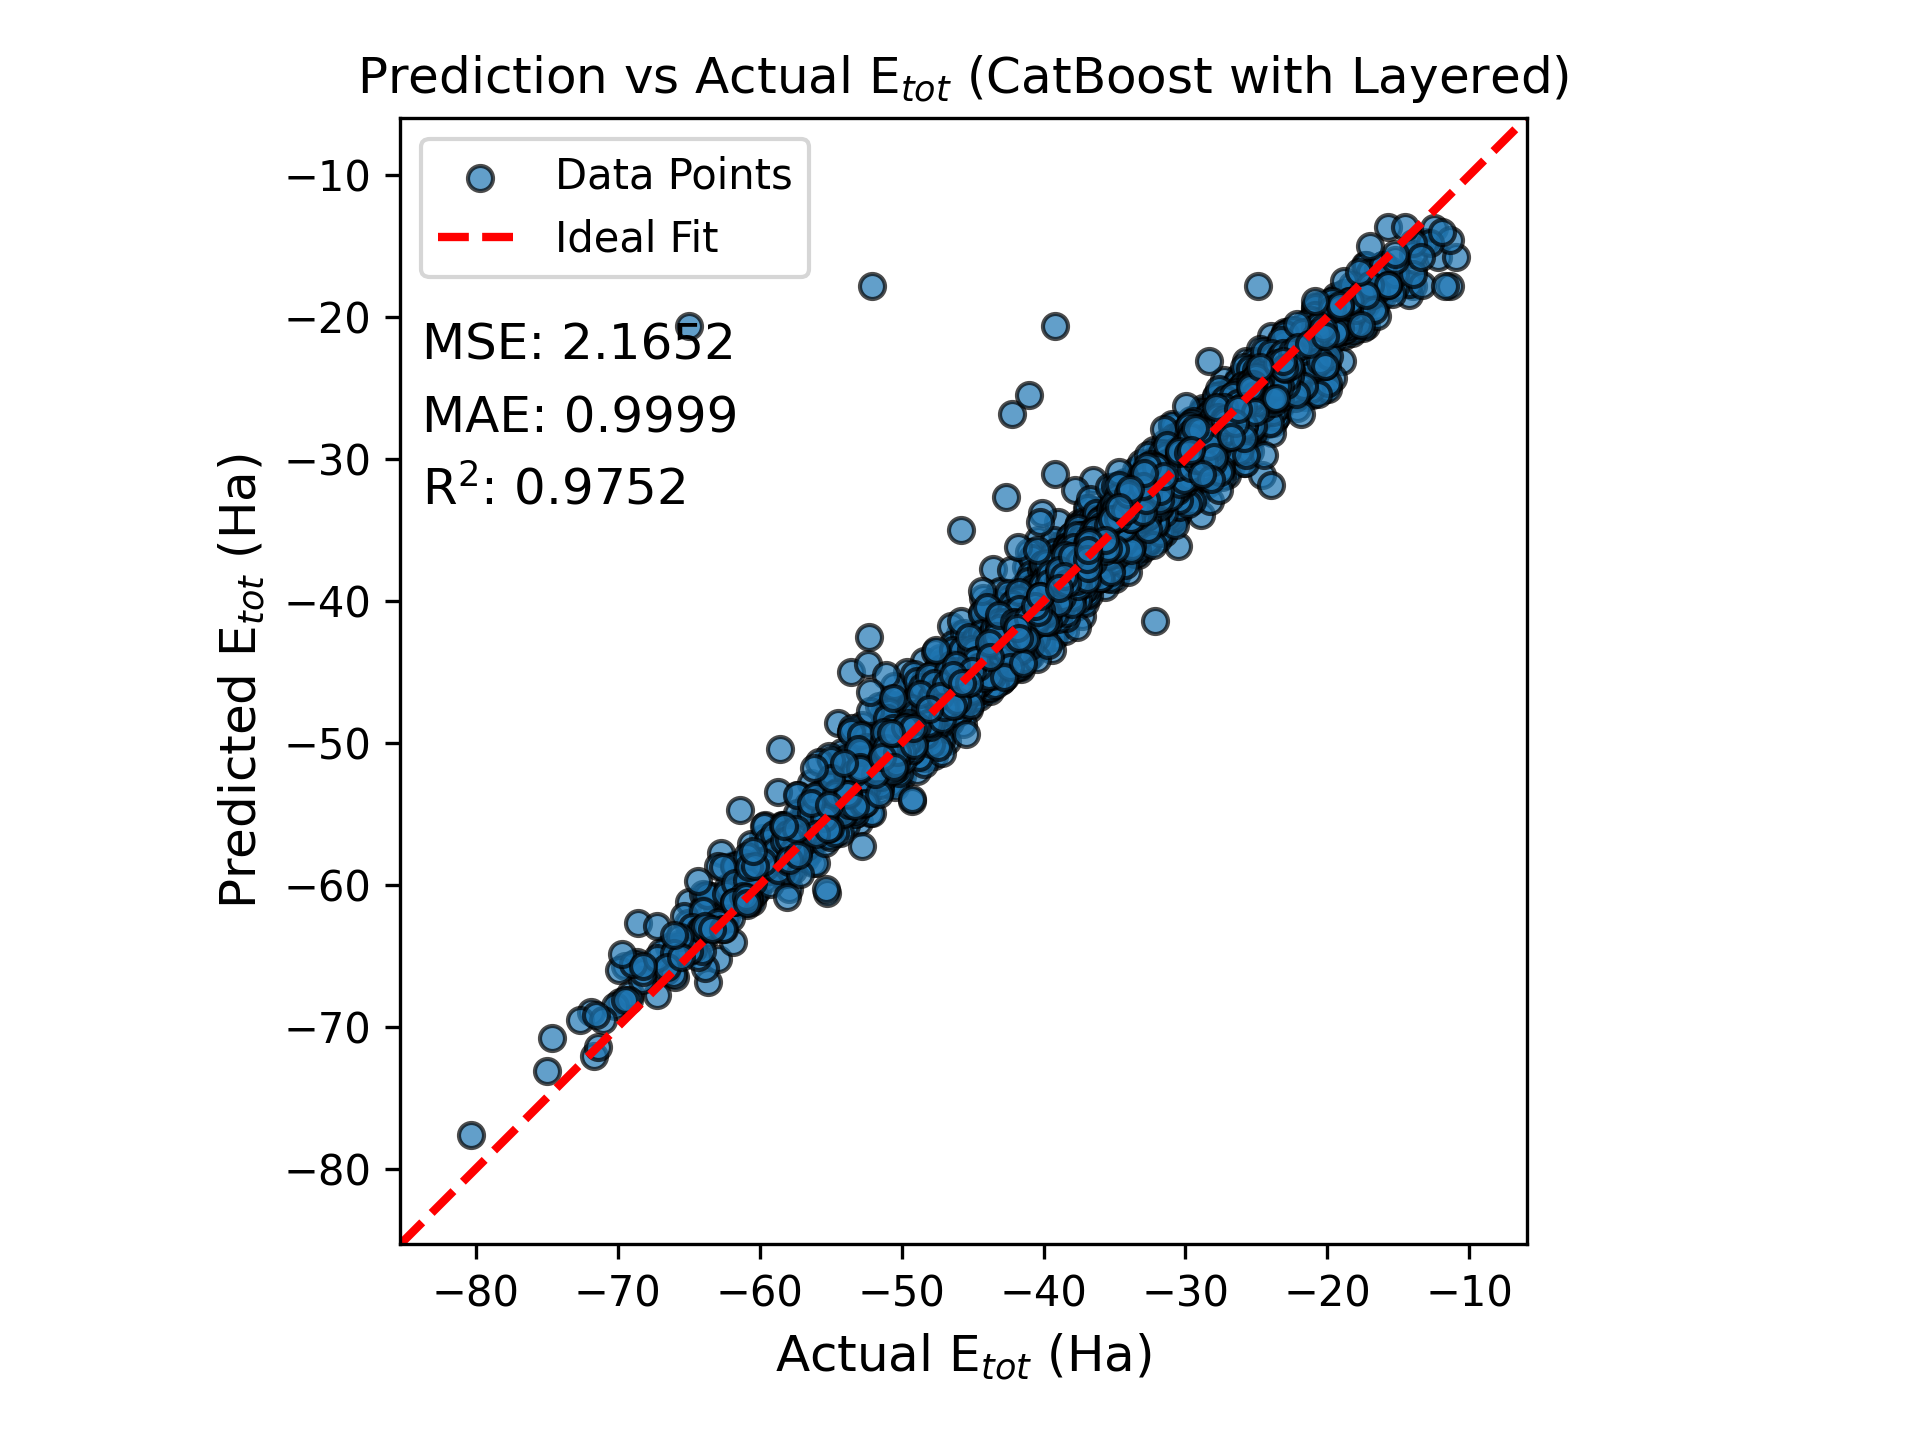 Prediction vs Actual E_tot (CatBoost with Layered)
Data Points
Ideal Fit
MSE: 2.1652
MAE: 0.9999
R²: 0.9752
Predicted E_tot (Ha)
−10
−20
−30
−40
−50
−60
−70
−80
−80 −70 −60 −50 −40 −30 −20 −10
Actual E_tot (Ha)